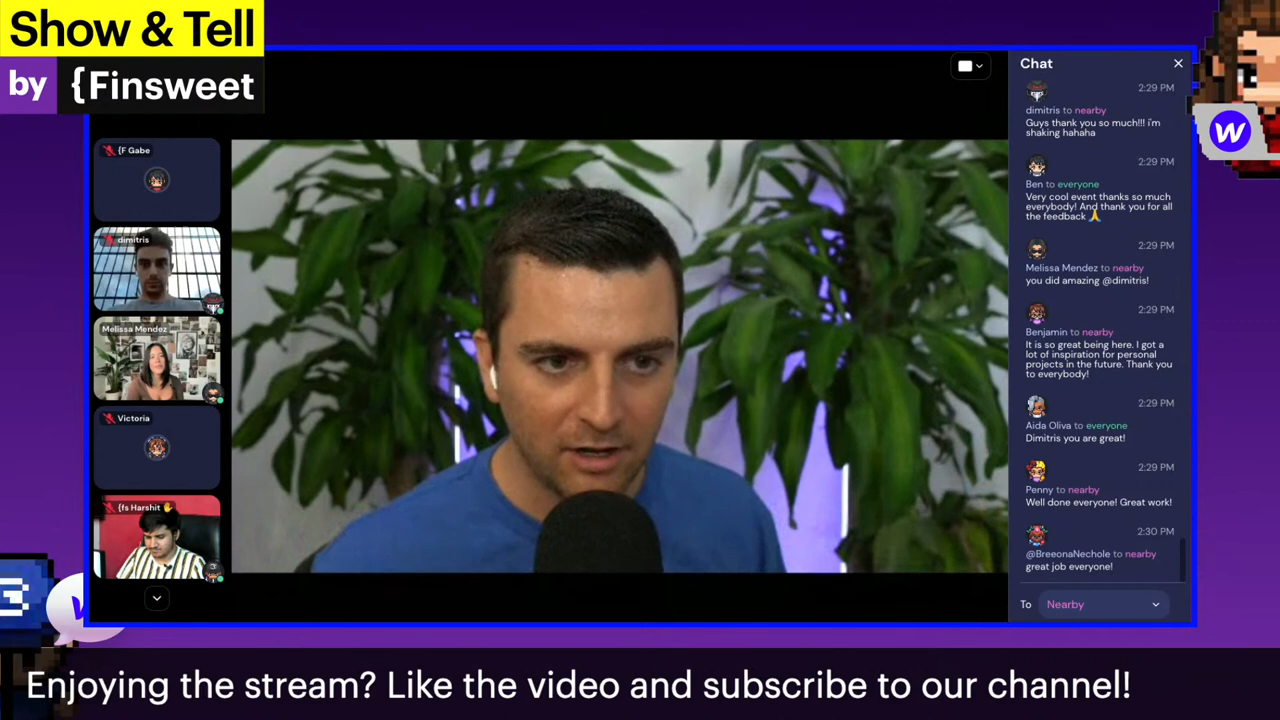 Show & Tell
by {Finsweet
{F Gabe
dimitris
Melissa Mendez
Victoria
{fs Harshit ✋
Chat
2:29 PM
dimitris to nearby
Guys thank you so much!!! i'm
shaking hahaha
2:29 PM
Ben to everyone
Very cool event thanks so much
everybody! And thank you for all
the feedback 🙏
2:29 PM
Melissa Mendez to nearby
you did amazing @dimitris!
2:29 PM
Benjamin to nearby
It is so great being here. I got a
lot of inspiration for personal
projects in the future. Thank you
to everybody!
2:29 PM
Aida Oliva to everyone
Dimitris you are great!
2:29 PM
Penny to nearby
Well done everyone! Great work!
2:30 PM
@BreeonaNechole to nearby
great job everyone!
To Nearby
W
Enjoying the stream? Like the video and subscribe to our channel!